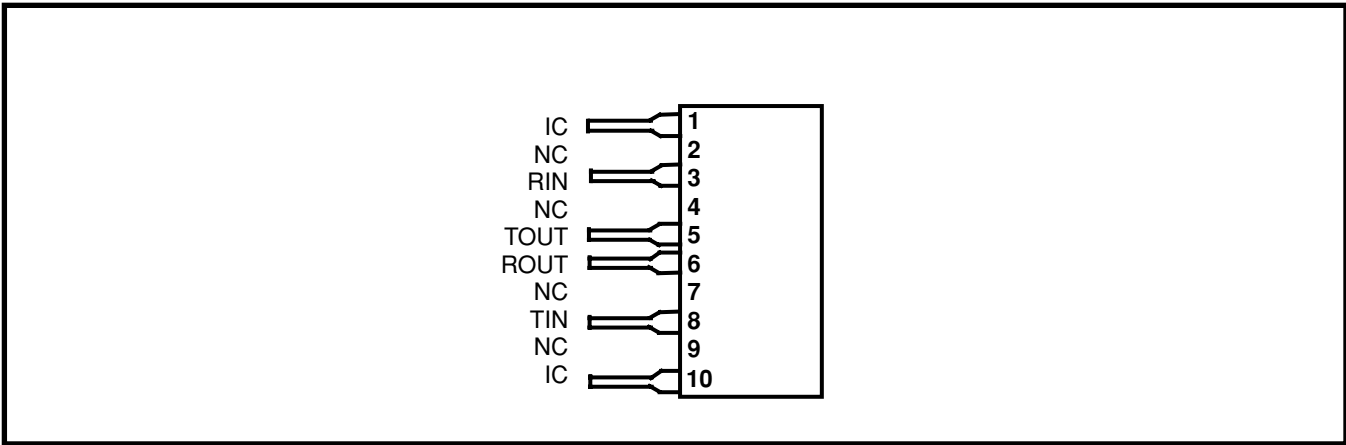 IC 1
NC 2
RIN 3
NC 4
TOUT 5
ROUT 6
NC 7
TIN 8
NC 9
IC 10